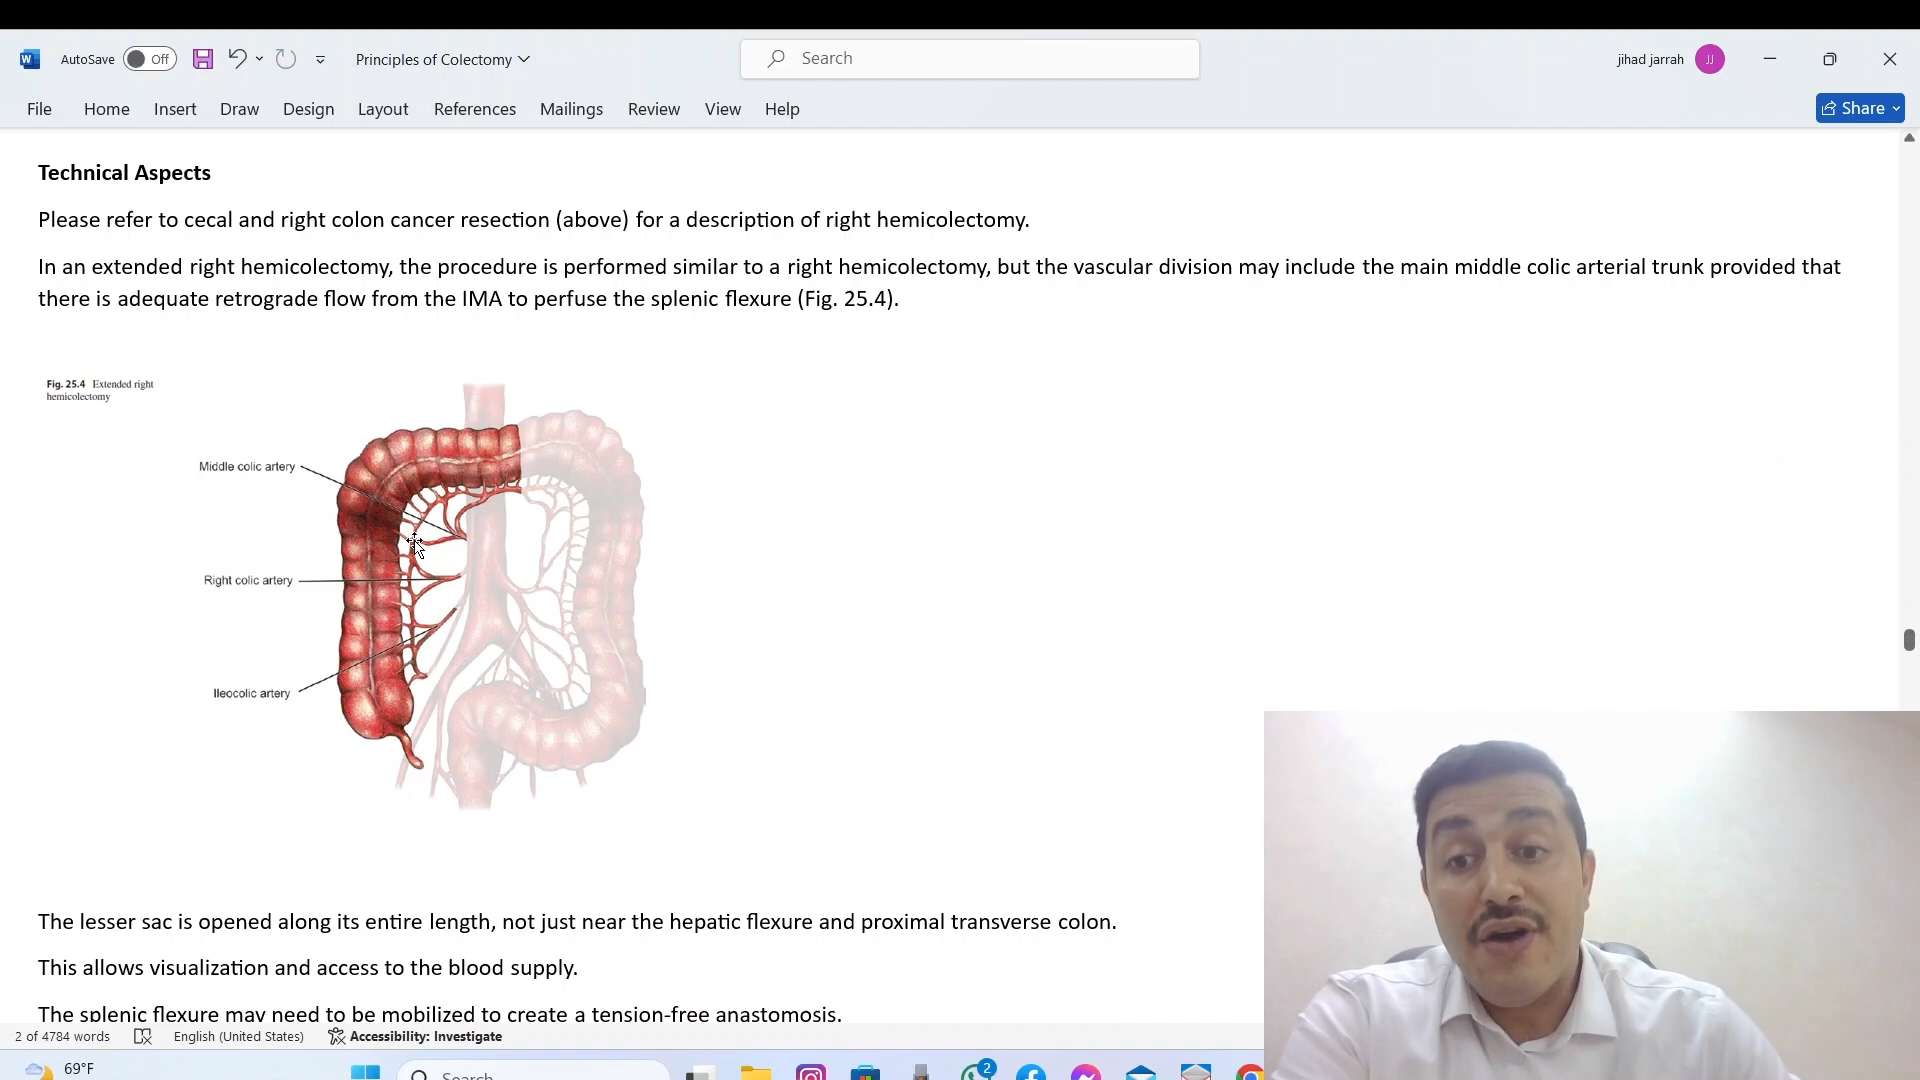 AutoSave Off Principles of Colectomy Search jihad jarrah JJ
File Home Insert Draw Design Layout References Mailings Review View Help Share
Technical Aspects
Please refer to cecal and right colon cancer resection (above) for a description of right hemicolectomy.
In an extended right hemicolectomy, the procedure is performed similar to a right hemicolectomy, but the vascular division may include the main middle colic arterial trunk provided that
there is adequate retrograde flow from the IMA to perfuse the splenic flexure (Fig. 25.4).
Fig. 25.4 Extended right
hemicolectomy
Middle colic artery
Right colic artery
Ileocolic artery
The lesser sac is opened along its entire length, not just near the hepatic flexure and proximal transverse colon.
This allows visualization and access to the blood supply.
The splenic flexure may need to be mobilized to create a tension-free anastomosis.
2 of 4784 words English (United States) Accessibility: Investigate
69°F Search 2